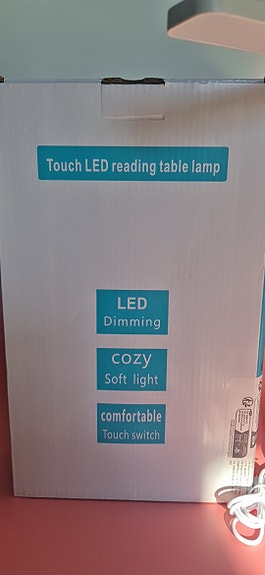 Touch LED reading table lamp
LED
Dimming
cozy
Soft light
comfortable
Touch switch